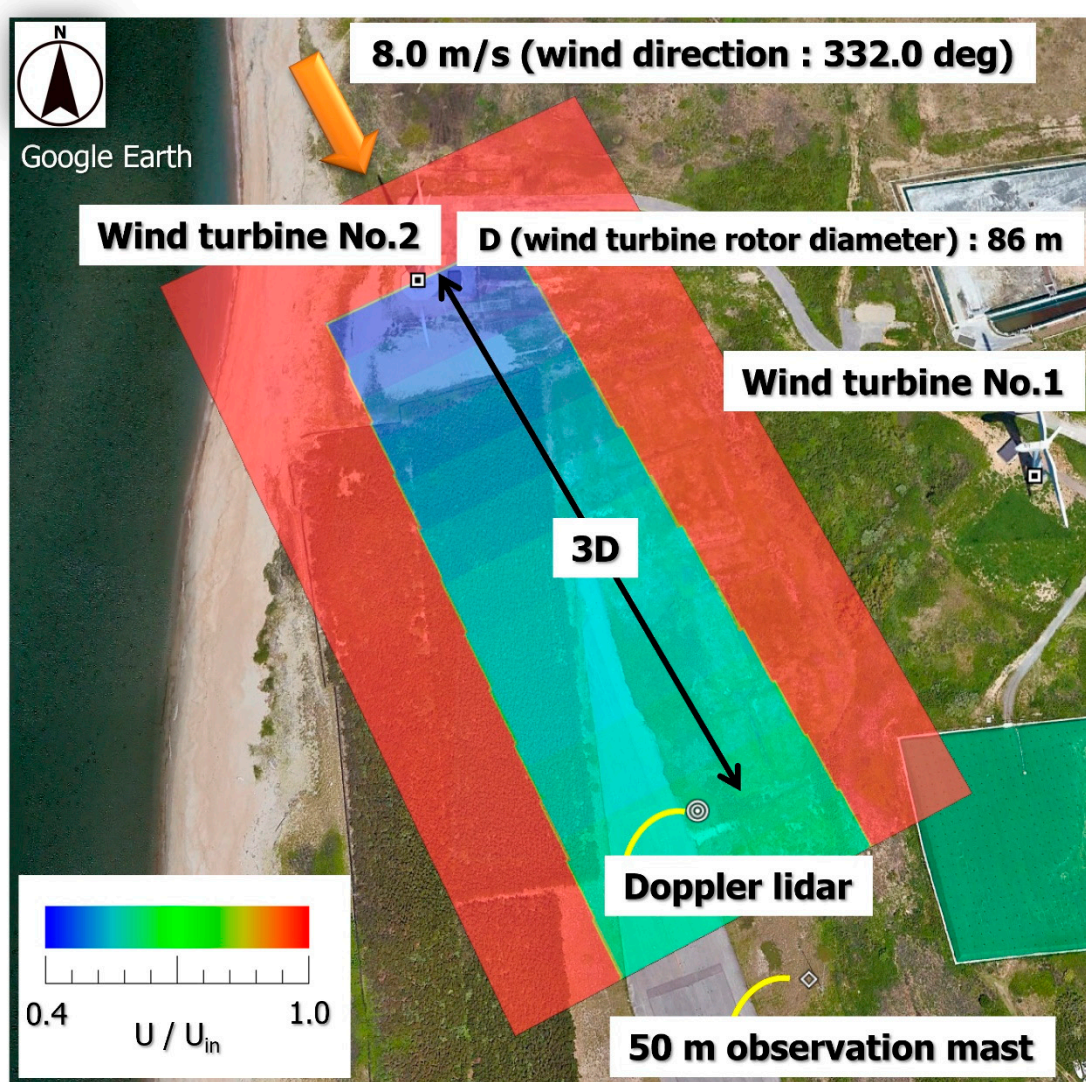 N
8.0 m/s (wind direction : 332.0 deg)
Google Earth
Wind turbine No.2
D (wind turbine rotor diameter) : 86 m
Wind turbine No.1
3D
Doppler lidar
0.4
1.0
U / Uin
50 m observation mast